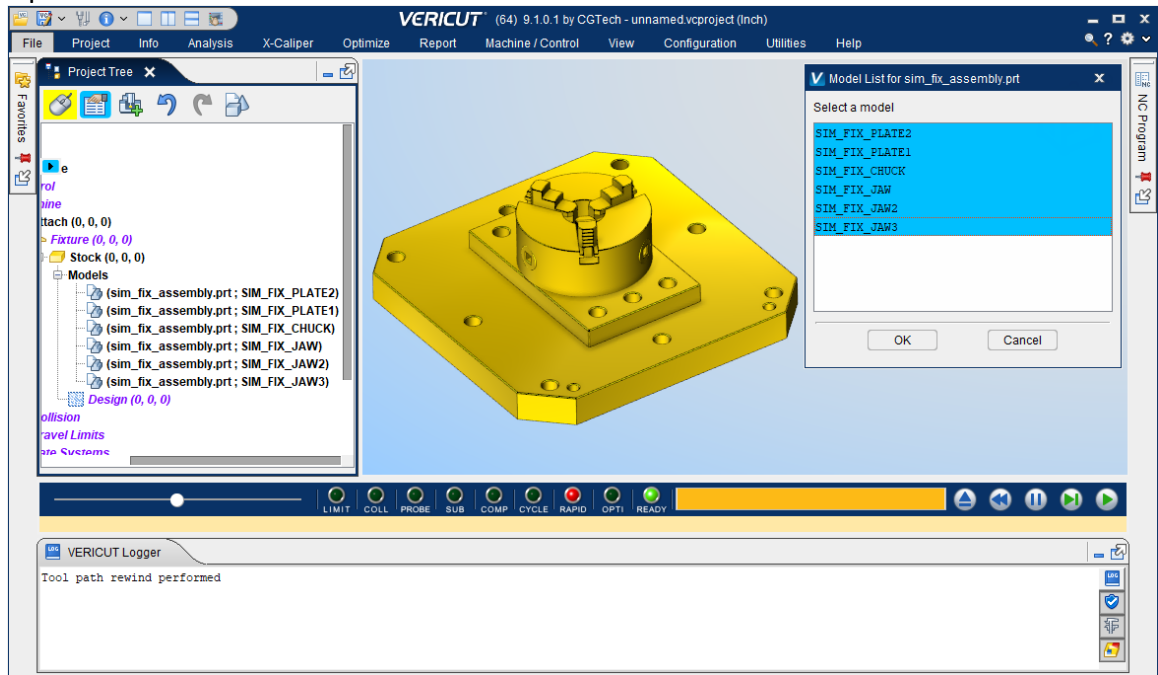 VERICUT (64) 9.1.0.1 by CGTech - unnamed.vcproject (Inch)
File Project Info Analysis X-Caliper Optimize Report Machine / Control View Configuration Utilities Help
Favorites
Project Tree
e
rol
hine
ttach (0, 0, 0)
Fixture (0, 0, 0)
Stock (0, 0, 0)
Models
(sim_fix_assembly.prt ; SIM_FIX_PLATE2)
(sim_fix_assembly.prt ; SIM_FIX_PLATE1)
(sim_fix_assembly.prt ; SIM_FIX_CHUCK)
(sim_fix_assembly.prt ; SIM_FIX_JAW)
(sim_fix_assembly.prt ; SIM_FIX_JAW2)
(sim_fix_assembly.prt ; SIM_FIX_JAW3)
Design (0, 0, 0)
ollision
ravel Limits
ate Systems
Model List for sim_fix_assembly.prt
Select a model
SIM_FIX_PLATE2
SIM_FIX_PLATE1
SIM_FIX_CHUCK
SIM_FIX_JAW
SIM_FIX_JAW2
SIM_FIX_JAW3
OK Cancel
NC Program
LIMIT COLL PROBE SUB COMP CYCLE RAPID OPTI READY
LOG VERICUT Logger
Tool path rewind performed
LOG